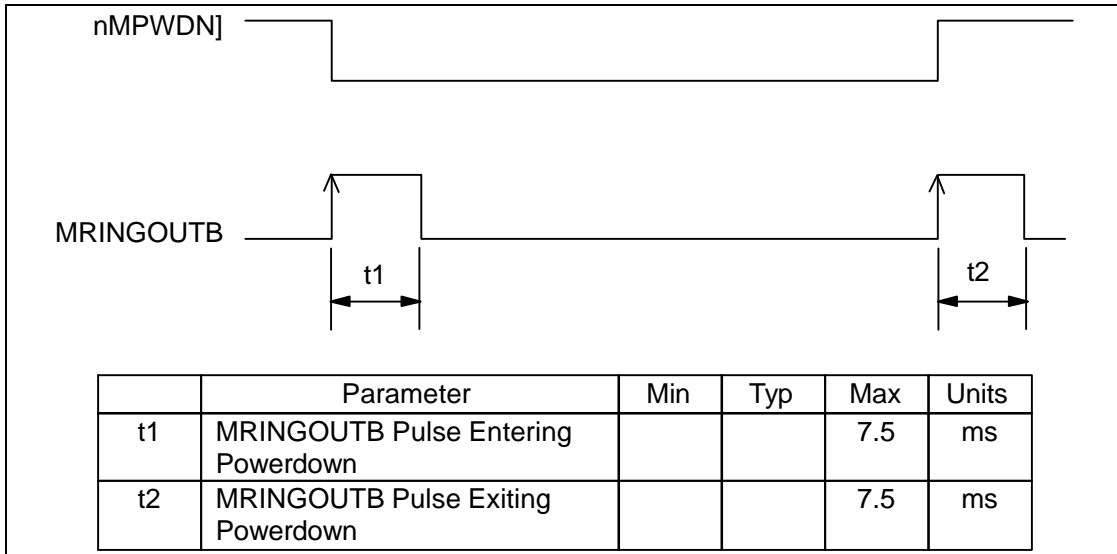 nMPWDN]
MRINGOUTB
t1
t2
Parameter Min Typ Max Units
t1 MRINGOUTB Pulse Entering Powerdown 7.5 ms
t2 MRINGOUTB Pulse Exiting Powerdown 7.5 ms